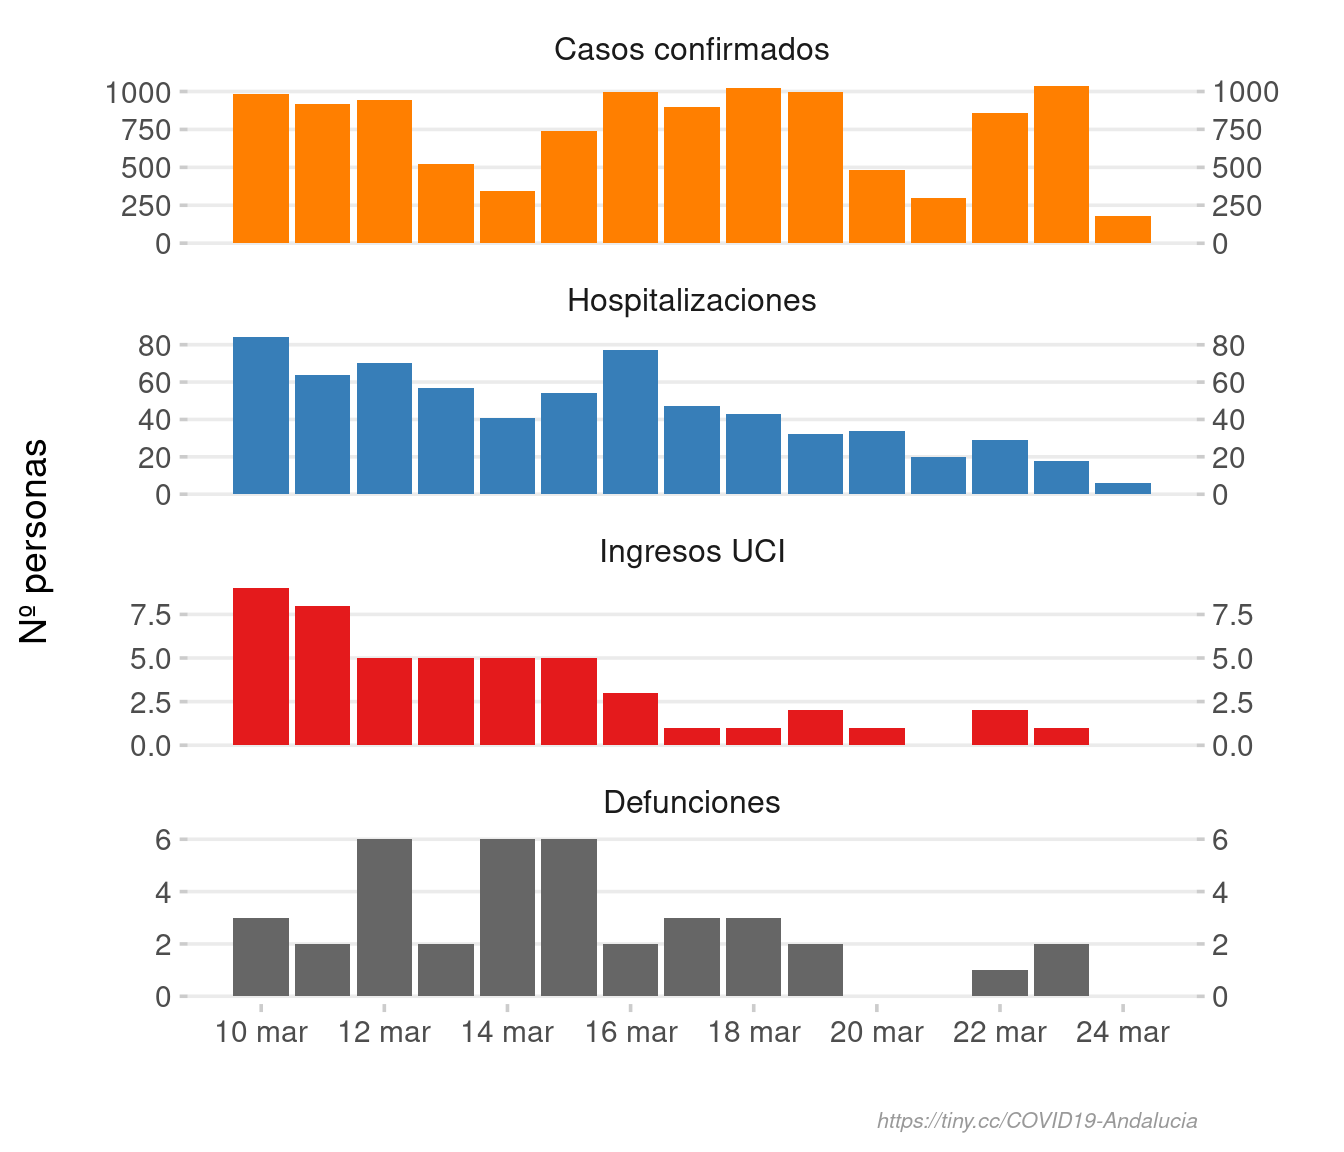 Casos confirmados
1000 1000
750 750
500 500
250 250
0 0
Hospitalizaciones
80 80
60 60
40 40
20 20
0 0
Nº personas
Ingresos UCI
7.5 7.5
5.0 5.0
2.5 2.5
0.0 0.0
Defunciones
6 6
4 4
2 2
0 0
10 mar 12 mar 14 mar 16 mar 18 mar 20 mar 22 mar 24 mar
https://tiny.cc/COVID19-Andalucia